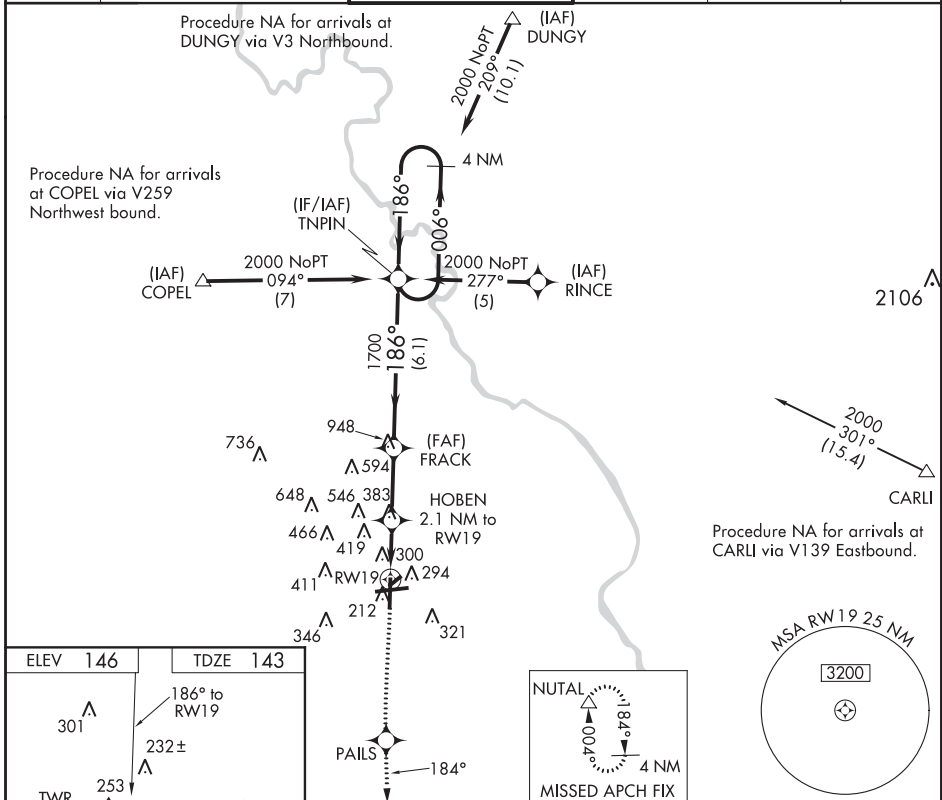 Procedure NA for arrivals at
DUNGY via V3 Northbound.
(IAF)
DUNGY
2000 NoPT
209°
(10.1)
4 NM
186°
006°
Procedure NA for arrivals
at COPEL via V259
Northwest bound.
(IF/IAF)
TNPIN
(IAF)
COPEL
2000 NoPT
094°
(7)
2000 NoPT
277°
(5)
(IAF)
RINCE
2106
1700
186°
(6.1)
2000
301°
(15.4)
CARLI
Procedure NA for arrivals at
CARLI via V139 Eastbound.
948
(FAF)
FRACK
736
594
648
546
383
HOBEN
2.1 NM to
RW19
466
419
300
411
RW19
294
212
346
321
MSA RW19 25 NM
3200
ELEV 146
TDZE 143
186° to
RW19
301
232±
253
TWR
PAILS
184°
NUTAL
184°
004°
4 NM
MISSED APCH FIX